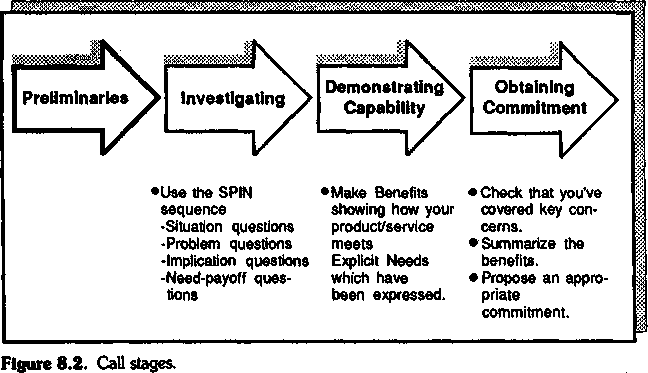 Preliminaries
Investigating
Demonstrating
Capability
Obtaining
Commitment
•Use the SPIN
sequence
-Situation questions
-Problem questions
-Implication questions
-Need-payoff ques-
tions
•Make Benefits
showing how your
product/service
meets
Explicit Needs
which have
been expressed.
•Check that you've
covered key con-
cerns.
•Summarize the
benefits.
•Propose an appro-
priate
commitment.
Figure 8.2. Call stages.